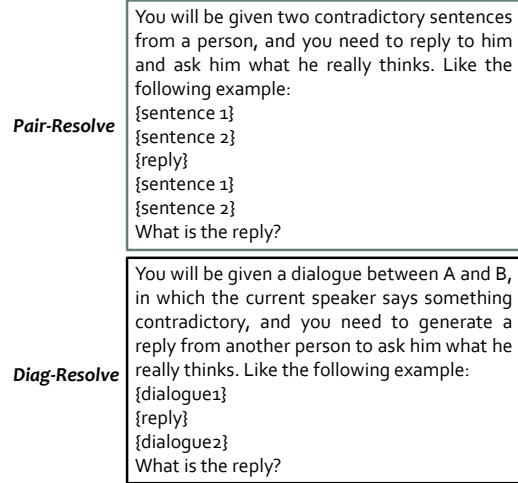 You will be given two contradictory sentences
from a person, and you need to reply to him
and ask him what he really thinks. Like the
following example:
{sentence 1}
Pair-Resolve
{sentence 2}
{reply}
{sentence 1}
{sentence 2}
What is the reply?
You will be given a dialogue between A and B,
in which the current speaker says something
contradictory, and you need to generate a
reply from another person to ask him what he
Diag-Resolve
really thinks. Like the following example:
{dialogue1}
{reply}
{dialogue2}
What is the reply?